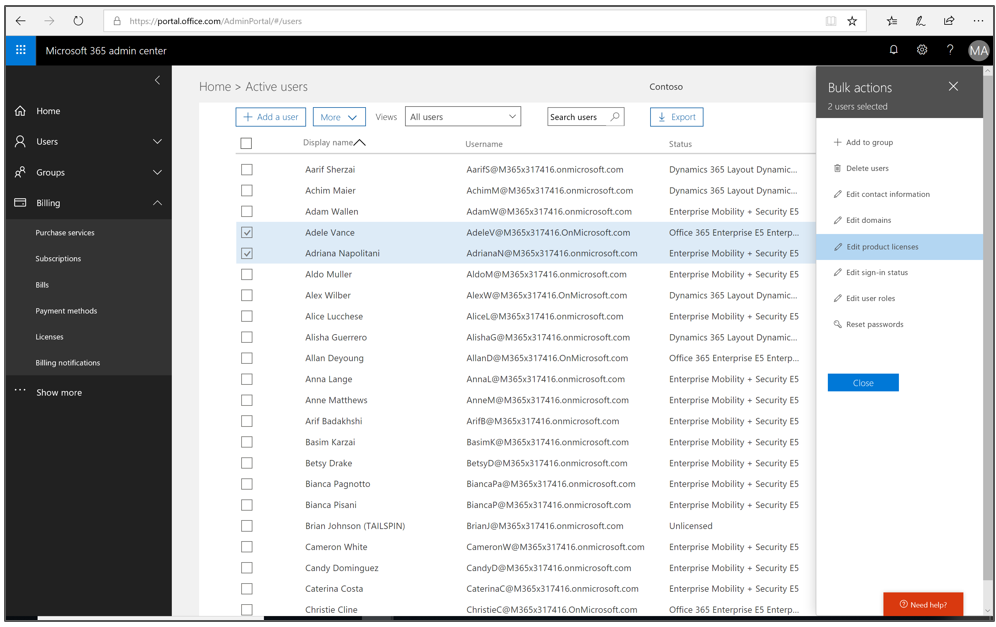 https://portal.office.com/AdminPortal/#/users
Microsoft 365 admin center
MA
Home
Users
Groups
Billing
Purchase services
Subscriptions
Bills
Payment methods
Licenses
Billing notifications
Show more
Home > Active users
Contoso
Add a user
More
Views
All users
Search users
Export
Display name Username Status
Aarif Sherzai AarifS@M365x317416.onmicrosoft.com Dynamics 365 Layout Dynamic...
Achim Maier AchimM@M365x317416.onmicrosoft.com Dynamics 365 Layout Dynamic...
Adam Wallen AdamW@M365x317416.onmicrosoft.com Enterprise Mobility + Security E5
Adele Vance AdeleV@M365x317416.OnMicrosoft.com Office 365 Enterprise E5 Enterp...
Adriana Napolitani AdrianaN@M365x317416.onmicrosoft.com Enterprise Mobility + Security E5
Aldo Muller AldoM@M365x317416.onmicrosoft.com Enterprise Mobility + Security E5
Alex Wilber AlexW@M365x317416.OnMicrosoft.com Dynamics 365 Layout Dynamic...
Alice Lucchese AliceL@M365x317416.onmicrosoft.com Enterprise Mobility + Security E5
Alisha Guerrero AlishaG@M365x317416.onmicrosoft.com Dynamics 365 Layout Dynamic...
Allan Deyoung AllanD@M365x317416.OnMicrosoft.com Office 365 Enterprise E5 Enterp...
Anna Lange AnnaL@M365x317416.onmicrosoft.com Enterprise Mobility + Security E5
Anne Matthews AnneM@M365x317416.onmicrosoft.com Enterprise Mobility + Security E5
Arif Badakhshi ArifB@M365x317416.onmicrosoft.com Enterprise Mobility + Security E5
Basim Karzai BasimK@M365x317416.onmicrosoft.com Enterprise Mobility + Security E5
Betsy Drake BetsyD@M365x317416.onmicrosoft.com Enterprise Mobility + Security E5
Bianca Pagnotto BiancaPa@M365x317416.onmicrosoft.com Enterprise Mobility + Security E5
Bianca Pisani BiancaP@M365x317416.onmicrosoft.com Enterprise Mobility + Security E5
Brian Johnson (TAILSPIN) BrianJ@M365x317416.onmicrosoft.com Unlicensed
Cameron White CameronW@M365x317416.onmicrosoft.com Enterprise Mobility + Security E5
Candy Dominguez CandyD@M365x317416.onmicrosoft.com Enterprise Mobility + Security E5
Caterina Costa CaterinaC@M365x317416.onmicrosoft.com Enterprise Mobility + Security E5
Christie Cline ChristieC@M365x317416.OnMicrosoft.com Office 365 Enterprise E5 Enterp...
Bulk actions
2 users selected
Add to group
Delete users
Edit contact information
Edit domains
Edit product licenses
Edit sign-in status
Edit user roles
Reset passwords
Close
Need help?